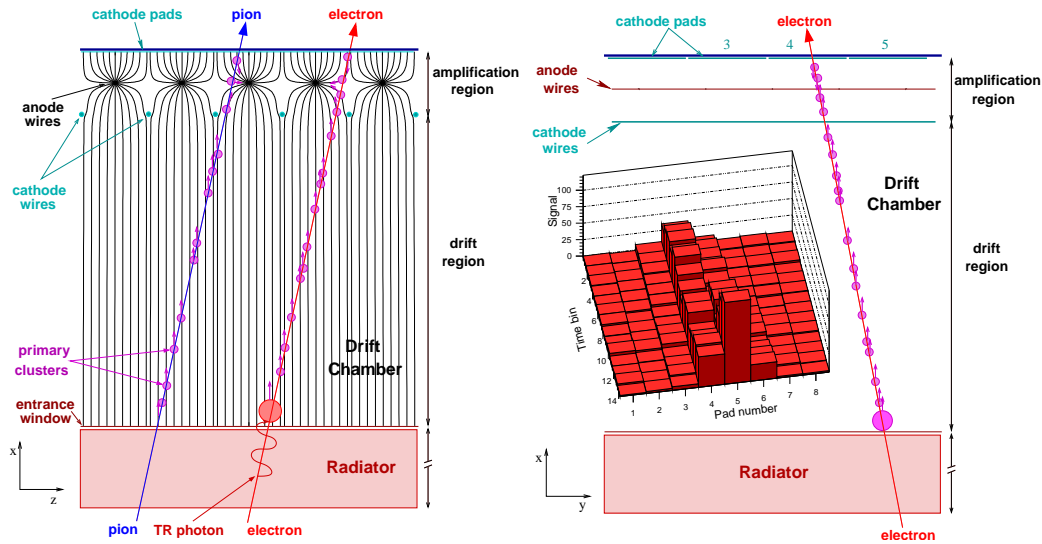 cathode pads
pion
electron
anode
wires
amplification
region
cathode
wires
drift
region
primary
clusters
Drift
Chamber
entrance
window
Radiator
x
z
pion
TR photon
electron
cathode pads
electron
3
4
5
anode
wires
amplification
region
cathode
wires
Drift
Chamber
drift
region
Signal
100
75
50
25
0
Time bin
2
4
6
8
10
12
14
1
2
3
4
5
6
7
8
Pad number
Radiator
x
y
electron